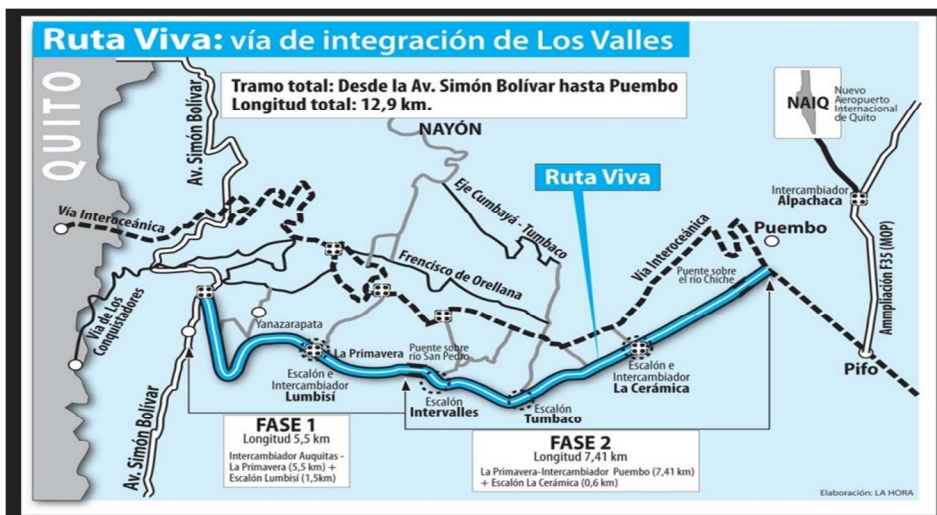 Ruta Viva: vía de integración de Los Valles
Tramo total: Desde la Av. Simón Bolívar hasta Puembo
Longitud total: 12,9 km.
QUITO
Av. Simón Bolívar
NAYÓN
NAIQ
Nuevo
Aeropuerto
Internacional
de Quito
Ruta Viva
Eje Cumbayá - Tumbaco
Intercambiador
Alpachaca
Vía Interoceánica
Vía Interoceánica
Puembo
Frencisco de Orellana
Puente sobre
el río Chiche
Ammpliación F35 (MOP)
Vía de Los
Conquistadores
Yanazarapata
La Primavera
Puente sobre
río San Pedro
Escalón e
Intercambiador
Lumbisí
Escalón
Intervalles
Escalón
Tumbaco
Escalón e
Intercambiador
La Cerámica
Pifo
Av. Simón Bolívar
FASE 1
Longitud 5,5 km
Intercambiador Auquitas -
La Primavera (5,5 km) +
Escalón Lumbisí (1,5km)
FASE 2
Longitud 7,41 km
La Primavera-Intercambiador Puembo (7,41 km)
+ Escalón La Cerámica (0,6 km)
Elaboración: LA HORA